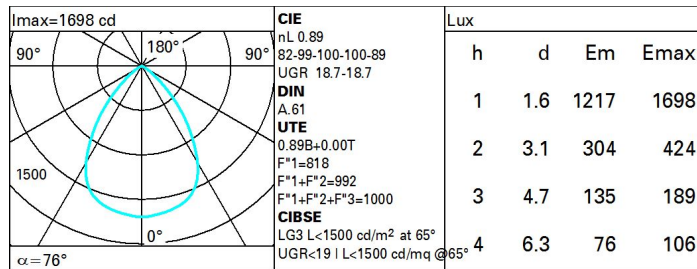 Imax=1698 cd
90° 180° 90°
1500
0°
α=76°
CIE
nL 0.89
82-99-100-100-89
UGR 18.7-18.7
DIN
A.61
UTE
0.89B+0.00T
F"1=818
F"1+F"2=992
F"1+F"2+F"3=1000
CIBSE
LG3 L<1500 cd/m² at 65°
UGR<19 | L<1500 cd/mq @65°
Lux
h d Em Emax
1 1.6 1217 1698
2 3.1 304 424
3 4.7 135 189
4 6.3 76 106